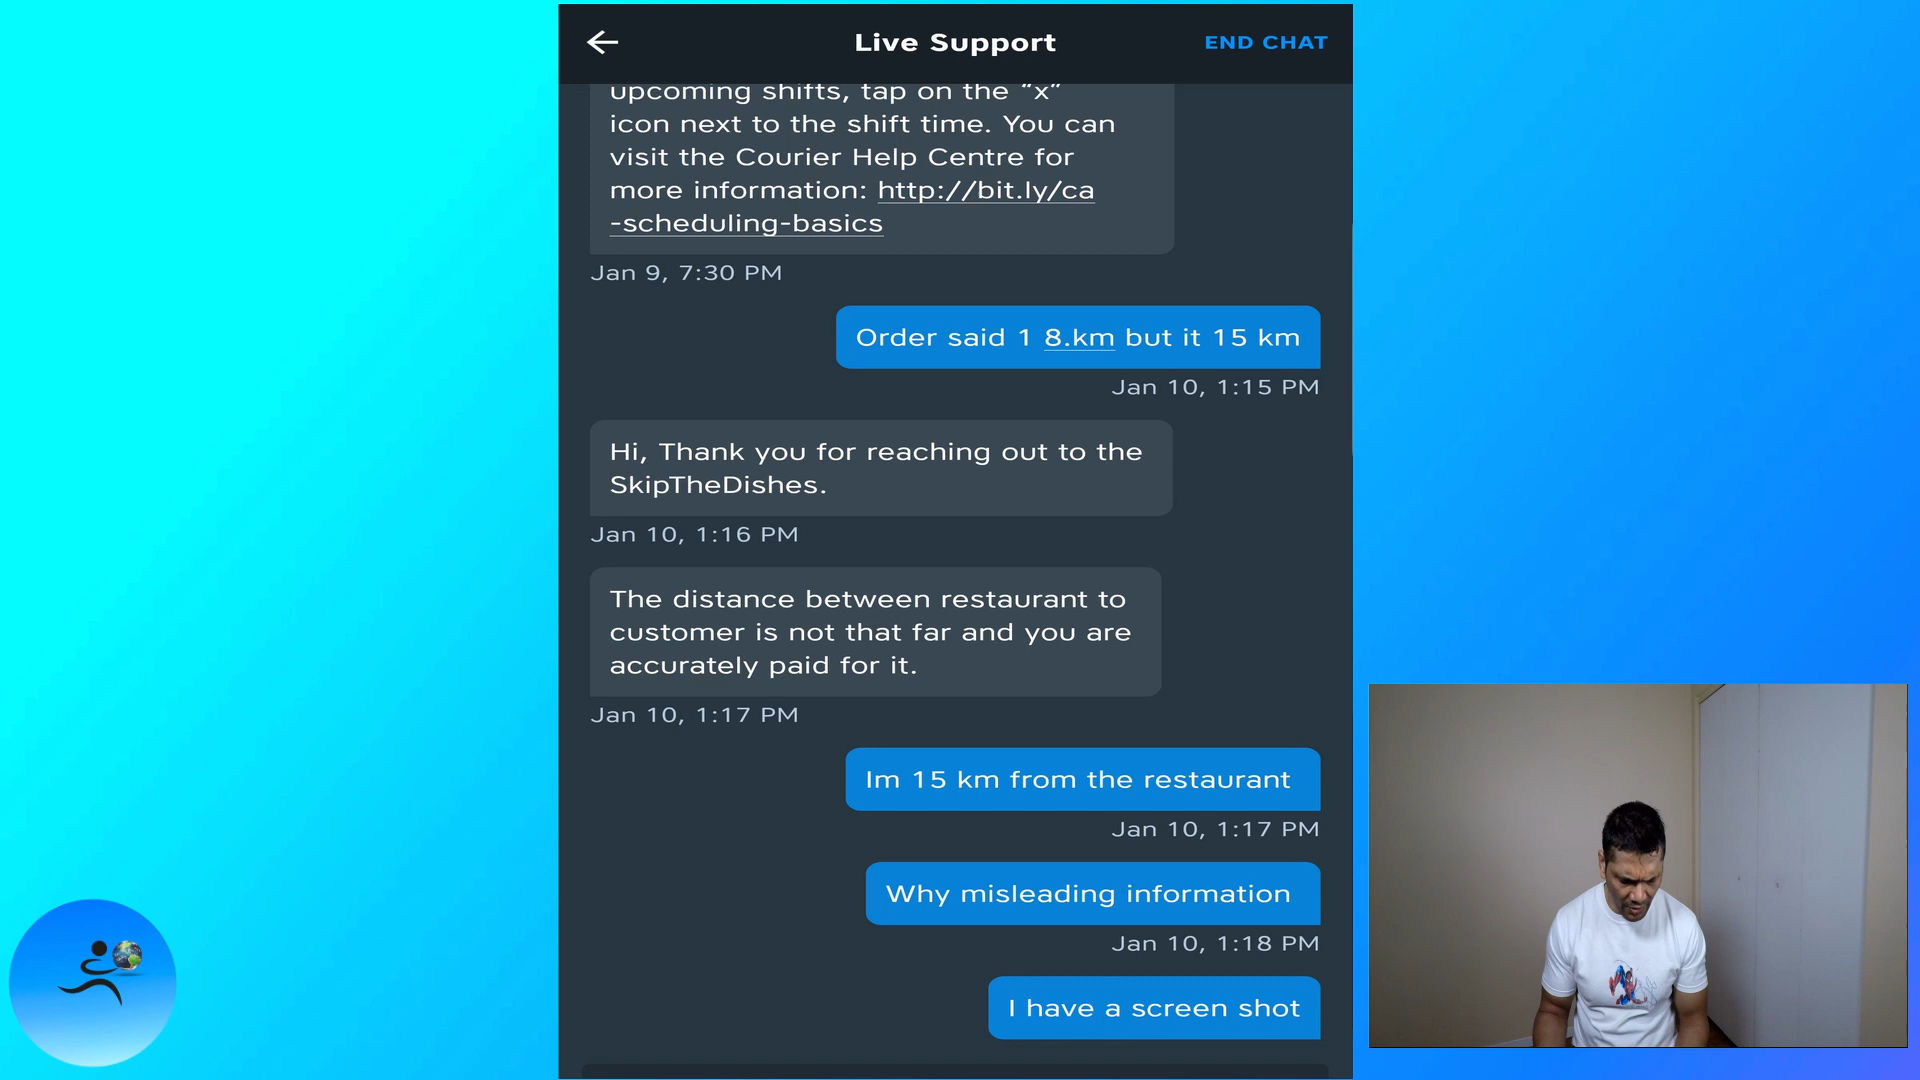 Live Support
END CHAT
upcoming shifts, tap on the “x”
icon next to the shift time. You can
visit the Courier Help Centre for
more information: http://bit.ly/ca
-scheduling-basics
Jan 9, 7:30 PM
Order said 1 8.km but it 15 km
Jan 10, 1:15 PM
Hi, Thank you for reaching out to the
SkipTheDishes.
Jan 10, 1:16 PM
The distance between restaurant to
customer is not that far and you are
accurately paid for it.
Jan 10, 1:17 PM
Im 15 km from the restaurant
Jan 10, 1:17 PM
Why misleading information
Jan 10, 1:18 PM
I have a screen shot